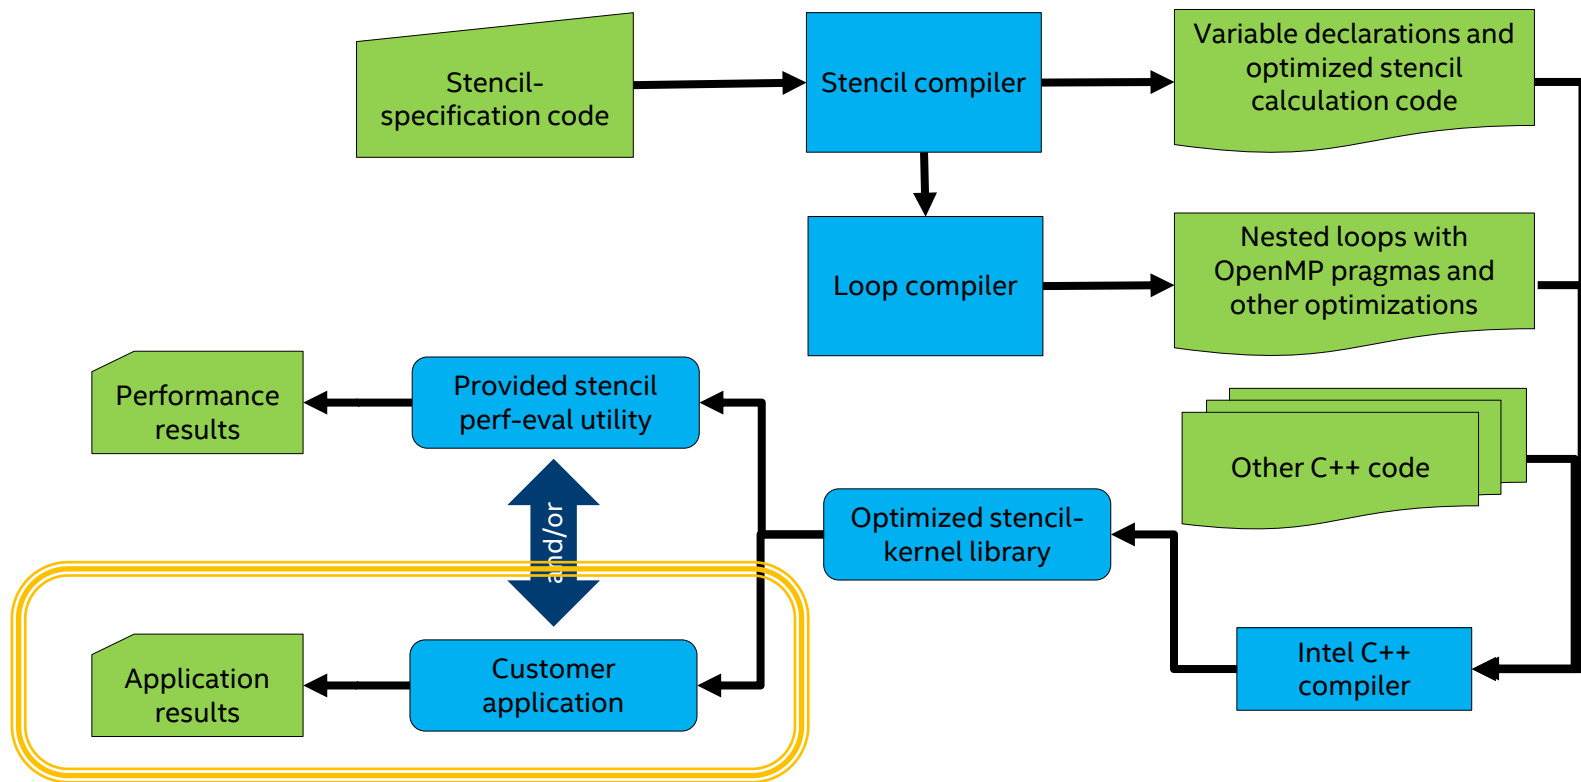 Stencil-
specification code
Stencil compiler
Variable declarations and
optimized stencil
calculation code
Loop compiler
Nested loops with
OpenMP pragmas and
other optimizations
Performance
results
Provided stencil
perf-eval utility
Other C++ code
and/or
Optimized stencil-
kernel library
Application
results
Customer
application
Intel C++
compiler